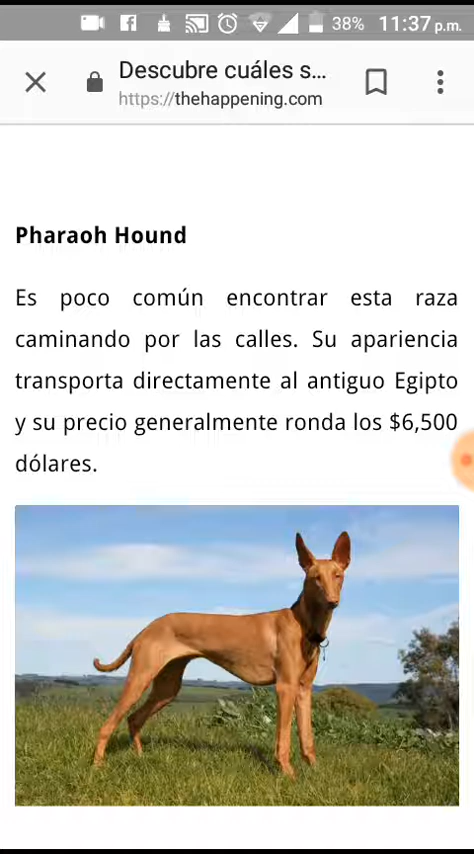 38% 11:37 p.m.
Descubre cuáles s...
https://thehappening.com
Pharaoh Hound
Es poco común encontrar esta raza
caminando por las calles. Su apariencia
transporta directamente al antiguo Egipto
y su precio generalmente ronda los $6,500
dólares.